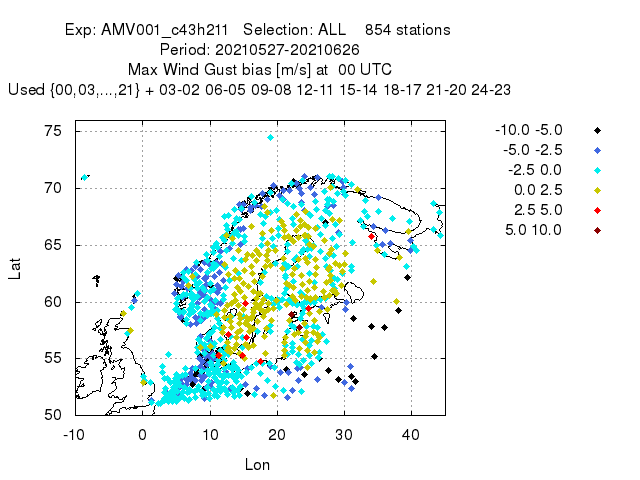 Exp: AMV001_c43h211   Selection: ALL    854 stations
Period: 20210527-20210626
Max Wind Gust bias [m/s] at  00 UTC
Used {00,03,...,21} + 03-02 06-05 09-08 12-11 15-14 18-17 21-20 24-23
-10.0 -5.0
-5.0 -2.5
-2.5 0.0
0.0 2.5
2.5 5.0
5.0 10.0
75
70
65
60
55
50
Lat
-10 0 10 20 30 40
Lon